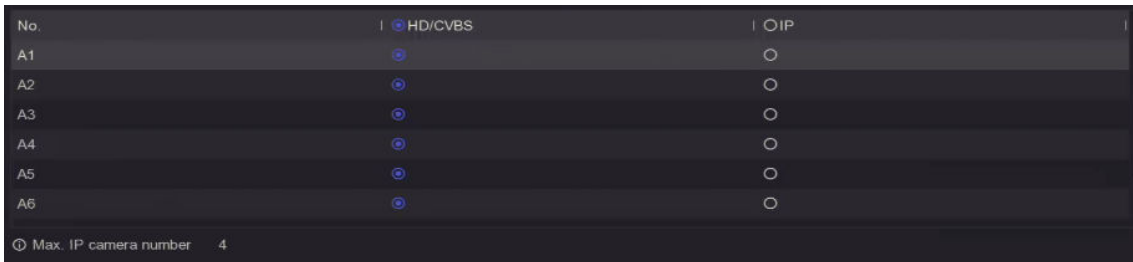 No. HD/CVBS IP
A1
A2
A3
A4
A5
A6
Max. IP camera number 4